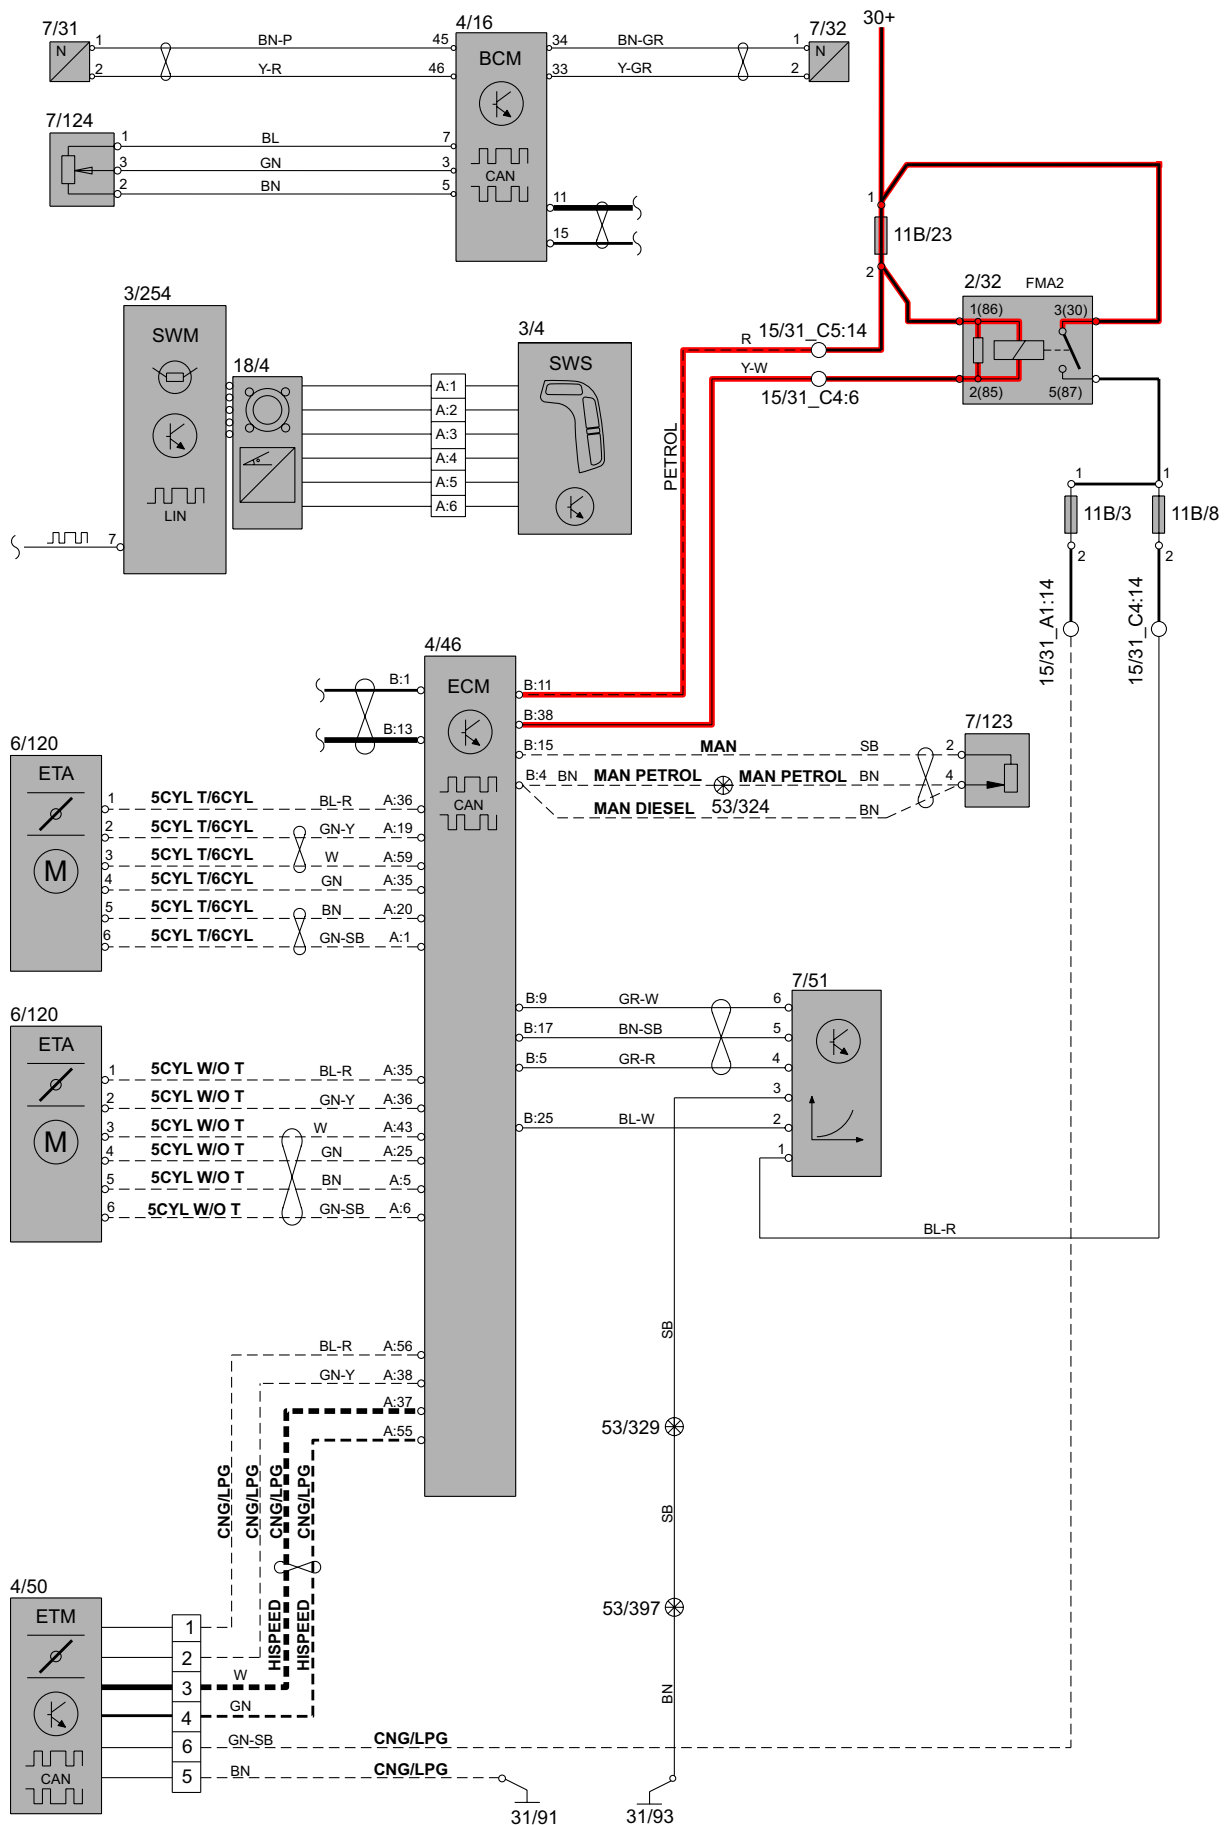 7/31
N
1
BN-P
45
2
Y-R
46
4/16
BCM
CAN
34
BN-GR
1
33
Y-GR
2
7/32
N
30+
7/124
1
BL
7
3
GN
3
2
BN
5
11
15
1
11B/23
2
2/32
FMA2
1(86)
3(30)
2(85)
5(87)
3/254
SWM
LIN
7
18/4
A:1
A:2
A:3
A:4
A:5
A:6
3/4
SWS
R
15/31_C5:14
Y-W
15/31_C4:6
PETROL
1
1
11B/3
11B/8
2
2
15/31_A1:14
15/31_C4:14
4/46
ECM
CAN
B:1
B:13
B:11
B:38
B:15
MAN
SB
2
B:4
BN
MAN PETROL
53/324
MAN PETROL
BN
4
MAN DIESEL
BN
7/123
6/120
ETA
M
1
5CYL T/6CYL
BL-R
A:36
2
5CYL T/6CYL
GN-Y
A:19
3
5CYL T/6CYL
W
A:59
4
5CYL T/6CYL
GN
A:35
5
5CYL T/6CYL
BN
A:20
6
5CYL T/6CYL
GN-SB
A:1
7/51
B:9
GR-W
6
B:17
BN-SB
5
B:5
GR-R
4
3
B:25
BL-W
2
1
BL-R
6/120
ETA
M
1
5CYL W/O T
BL-R
A:35
2
5CYL W/O T
GN-Y
A:36
3
5CYL W/O T
W
A:43
4
5CYL W/O T
GN
A:25
5
5CYL W/O T
BN
A:5
6
5CYL W/O T
GN-SB
A:6
BL-R
A:56
GN-Y
A:38
A:37
A:55
CNG/LPG
CNG/LPG
CNG/LPG
CNG/LPG
HISPEED
HISPEED
SB
53/329
SB
53/397
BN
4/50
ETM
CAN
1
2
3
W
4
GN
6
GN-SB
CNG/LPG
5
BN
CNG/LPG
31/91
31/93